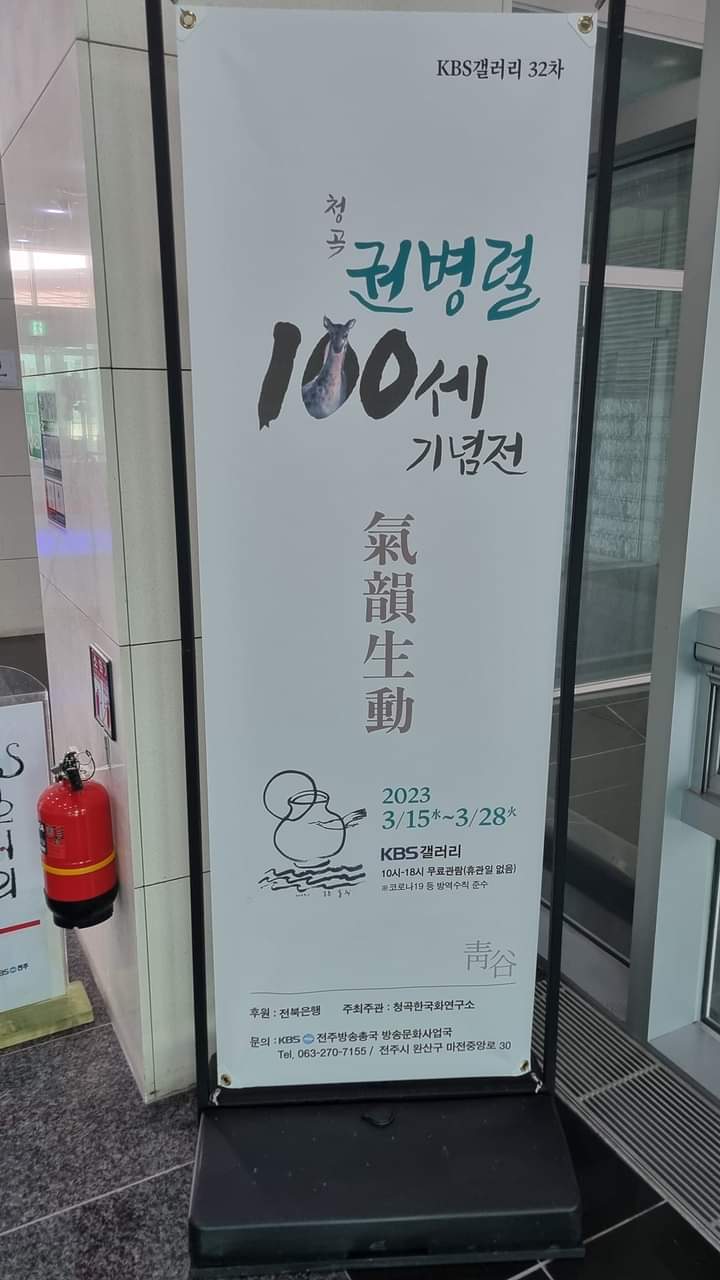 KBS갤러리 32차
청곡
권병렬
100세
기념전
氣韻生動
2023
3/15水~3/28火
KBS갤러리
10시-18시 무료관람(휴관일 없음)
※코로나19 등 방역수칙 준수
靑谷
후원 : 전북은행 주최주관 : 청곡한국화연구소
문의 : KBS 전주방송총국 방송문화사업국
Tel, 063-270-7155 / 전주시 완산구 마전중앙로 30